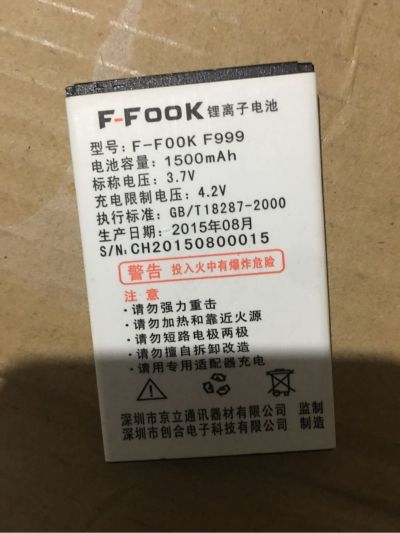 F-FOOK 锂离子电池
型号: F-FOOK F999
电池容量: 1500mAh
标称电压: 3.7V
充电限制电压: 4.2V
执行标准: GB/T18287-2000
生产日期: 2015年08月
S/N:CH20150800015
警告 投入火中有爆炸危险
注 意
·请勿强力重击
·请勿加热和靠近火源
·请勿短路电极两极
·请勿擅自拆卸改造
·请用专用适配器充电
深圳市京立通讯器材有限公司 监制
深圳市创合电子科技有限公司 制造